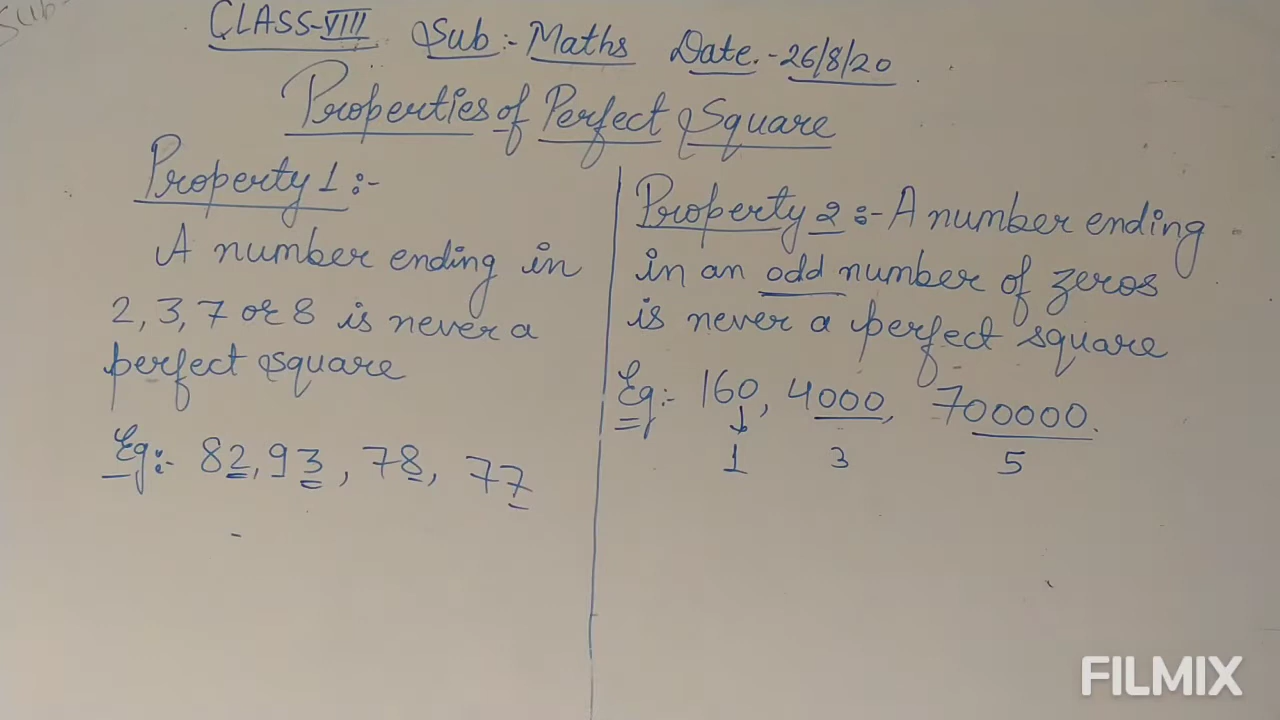 Sub-
CLASS-VIII Sub:- Maths Date.-26/8/20
Properties of Perfect Square
Property 1:-
A number ending in
2, 3, 7 or 8 is never a
perfect square
Eg:- 82, 93, 78, 77
Property 2:- A number ending
in an odd number of zeros
is never a perfect square
Eg:- 160, 4000, 700000.
1 3 5
FILMIX